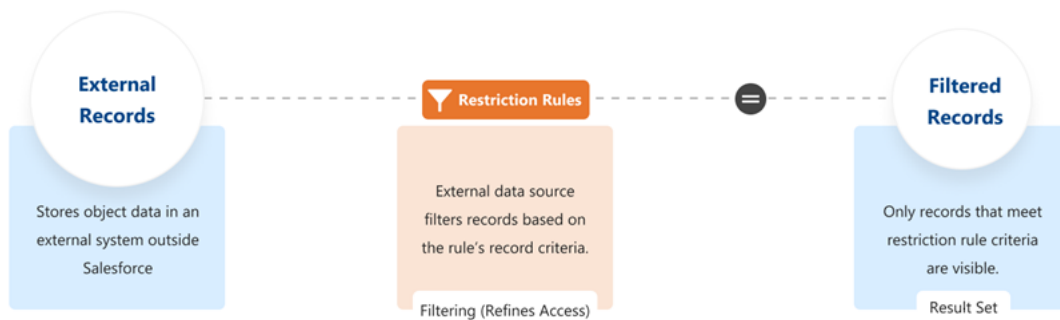 External
Records
Stores object data in an
external system outside
Salesforce
Restriction Rules
External data source
filters records based on
the rule's record criteria.
Filtering (Refines Access)
Filtered
Records
Only records that meet
restriction rule criteria
are visible.
Result Set